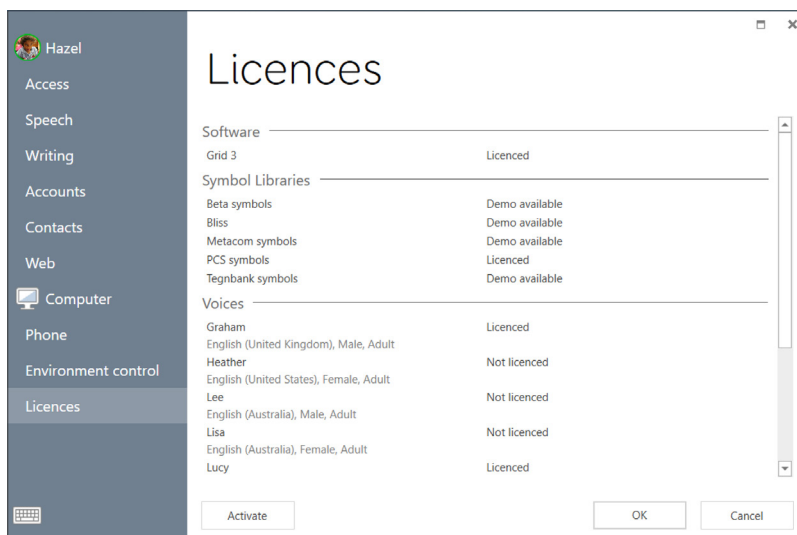 Hazel
Access
Speech
Writing
Accounts
Contacts
Web
Computer
Phone
Environment control
Licences
Licences
Software
Grid 3 Licenced
Symbol Libraries
Beta symbols Demo available
Bliss Demo available
Metacom symbols Demo available
PCS symbols Licenced
Tegnbank symbols Demo available
Voices
Graham Licenced
English (United Kingdom), Male, Adult
Heather Not licenced
English (United States), Female, Adult
Lee Not licenced
English (Australia), Male, Adult
Lisa Not licenced
English (Australia), Female, Adult
Lucy Licenced
Activate OK Cancel